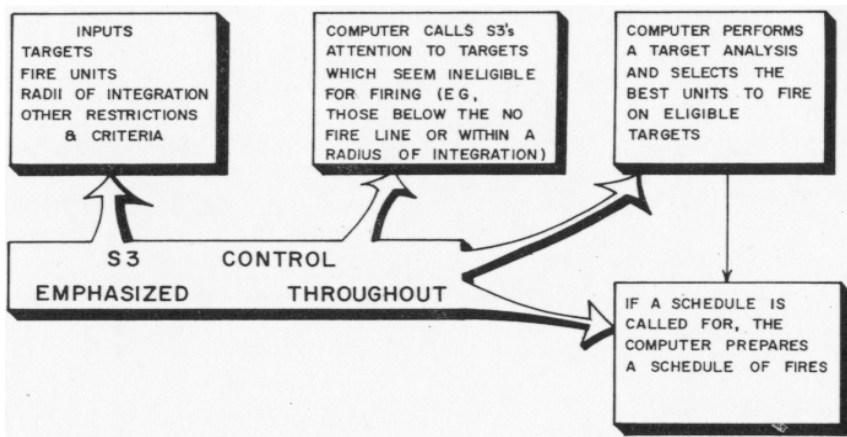 INPUTS
TARGETS
FIRE UNITS
RADII OF INTEGRATION
OTHER RESTRICTIONS
& CRITERIA
COMPUTER CALLS S3's
ATTENTION TO TARGETS
WHICH SEEM INELIGIBLE
FOR FIRING (EG,
THOSE BELOW THE NO
FIRE LINE OR WITHIN A
RADIUS OF INTEGRATION)
COMPUTER PERFORMS
A TARGET ANALYSIS
AND SELECTS THE
BEST UNITS TO FIRE
ON ELIGIBLE
TARGETS
S3 CONTROL
EMPHASIZED THROUGHOUT
IF A SCHEDULE IS
CALLED FOR, THE
COMPUTER PREPARES
A SCHEDULE OF FIRES